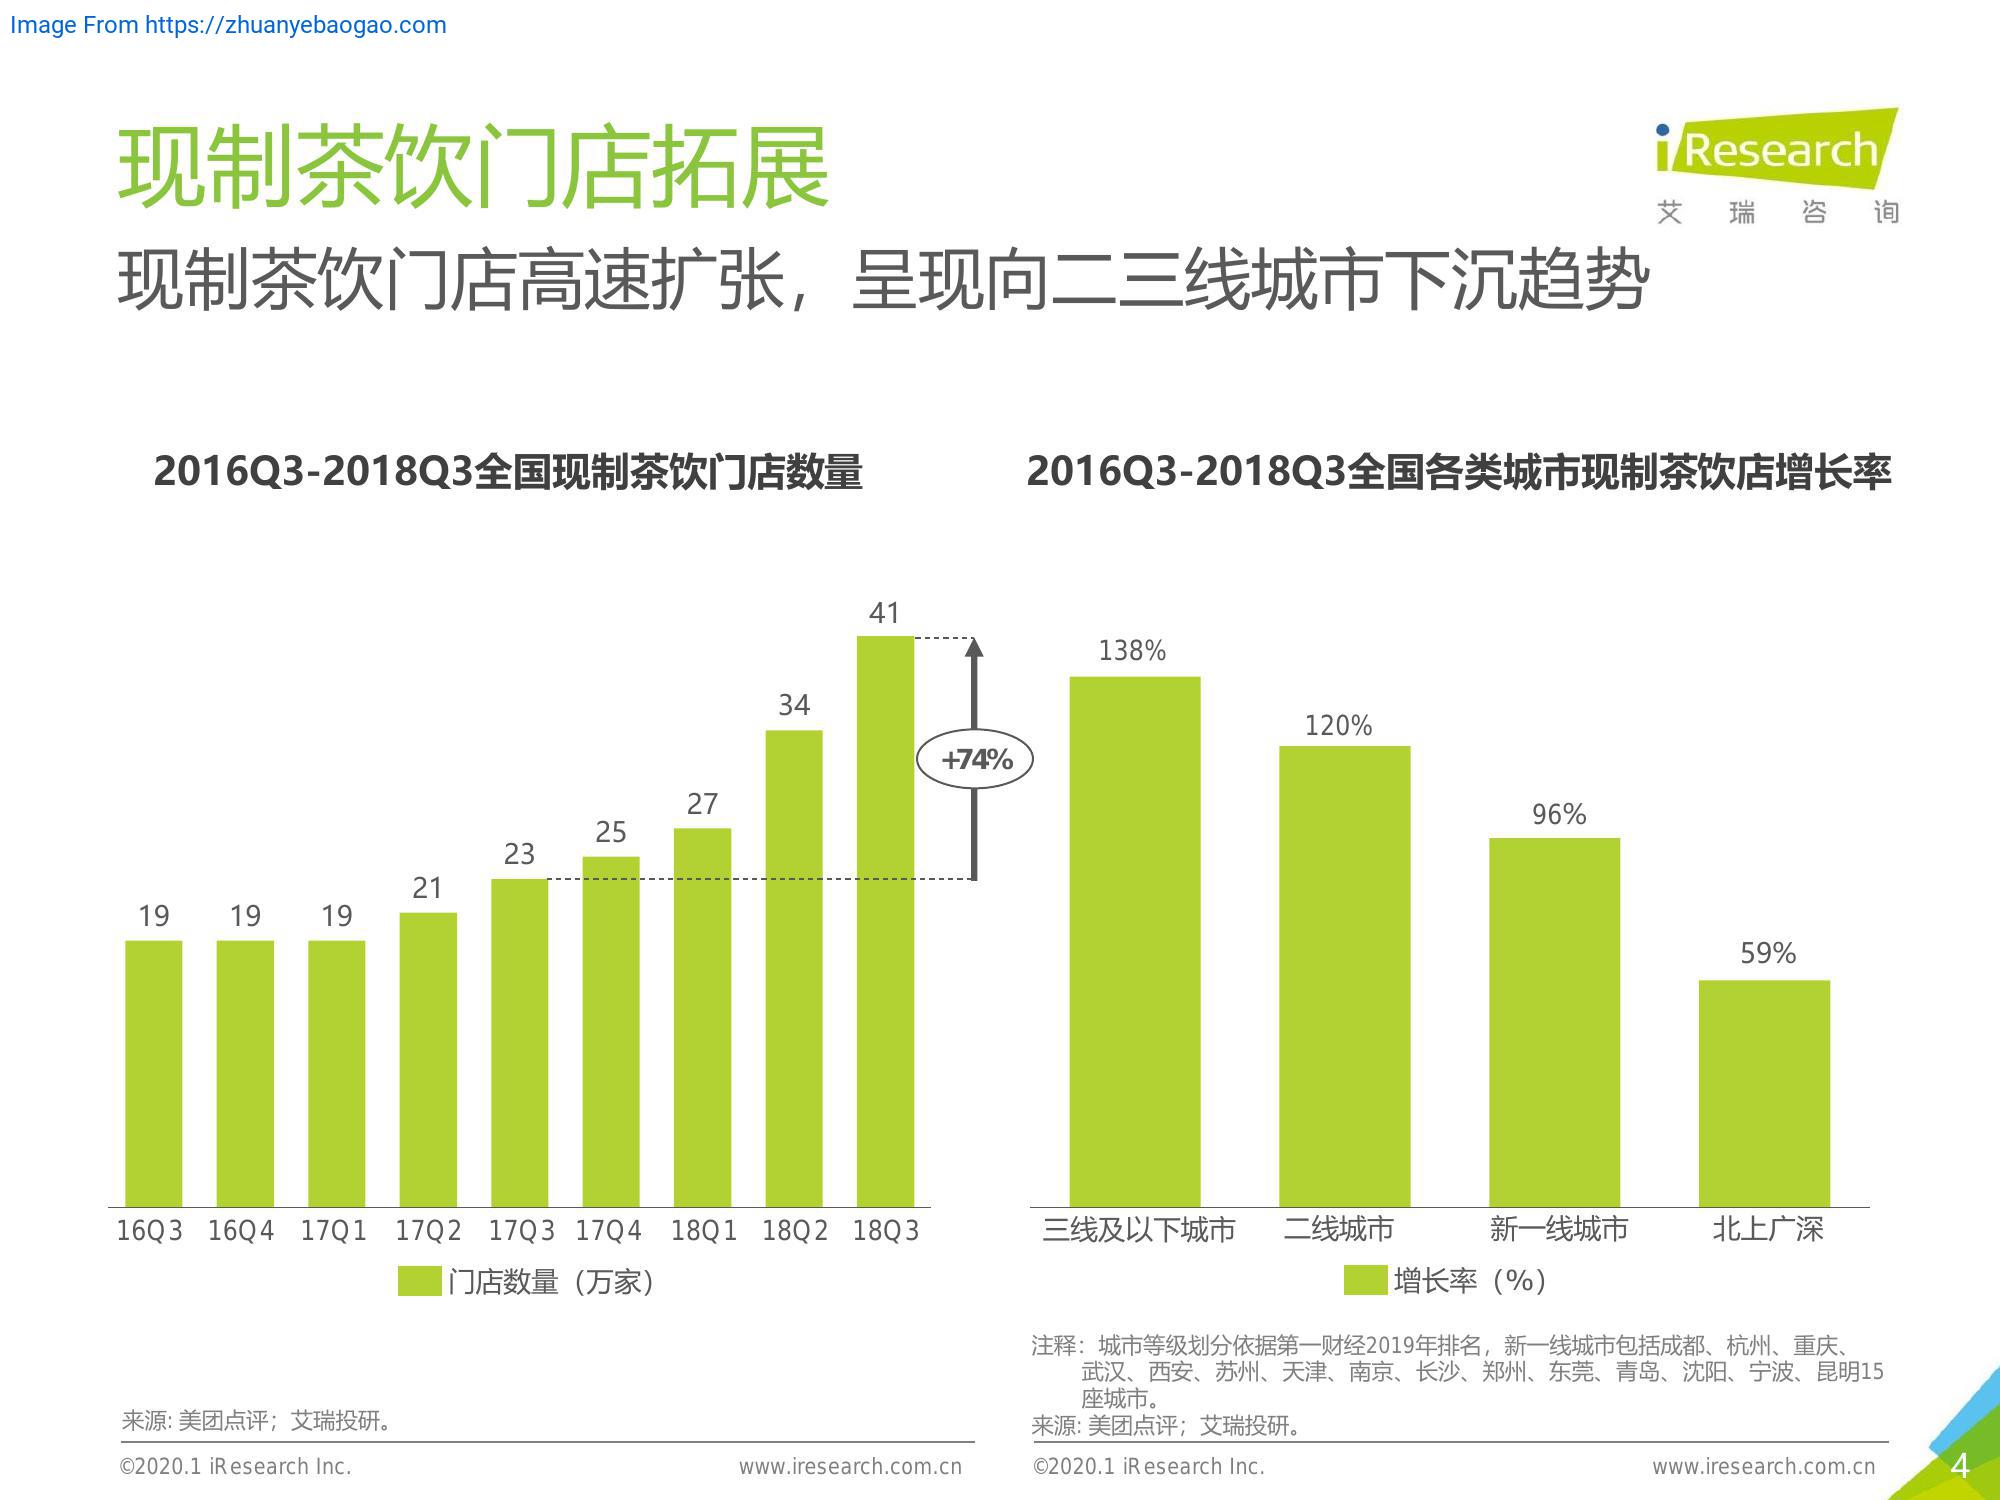 Image From https://zhuanyebaogao.com
现制茶饮门店拓展
iResearch
艾瑞咨询
现制茶饮门店高速扩张，呈现向二三线城市下沉趋势
2016Q3-2018Q3全国现制茶饮门店数量
41
34
27
25
23
21
19 19 19
+74%
16Q3 16Q4 17Q1 17Q2 17Q3 17Q4 18Q1 18Q2 18Q3
门店数量（万家）
来源: 美团点评；艾瑞投研。
©2020.1 iResearch Inc. www.iresearch.com.cn
2016Q3-2018Q3全国各类城市现制茶饮店增长率
138%
120%
96%
59%
三线及以下城市 二线城市 新一线城市 北上广深
增长率（%）
注释：城市等级划分依据第一财经2019年排名，新一线城市包括成都、杭州、重庆、
武汉、西安、苏州、天津、南京、长沙、郑州、东莞、青岛、沈阳、宁波、昆明15
座城市。
来源: 美团点评；艾瑞投研。
©2020.1 iResearch Inc. www.iresearch.com.cn
4